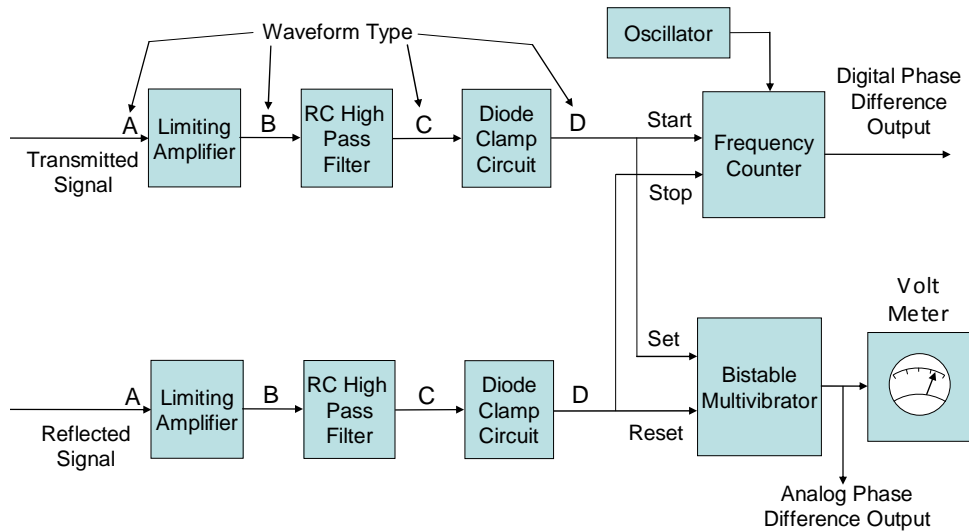 Waveform Type
Oscillator
Digital Phase
Difference
Output
A
Limiting
Amplifier
B
RC High
Pass
Filter
C
Diode
Clamp
Circuit
D
Start
Frequency
Counter
Stop
Transmitted
Signal
Volt
Meter
Set
Bistable
Multivibrator
Reset
A
Limiting
Amplifier
B
RC High
Pass
Filter
C
Diode
Clamp
Circuit
D
Reflected
Signal
Analog Phase
Difference Output